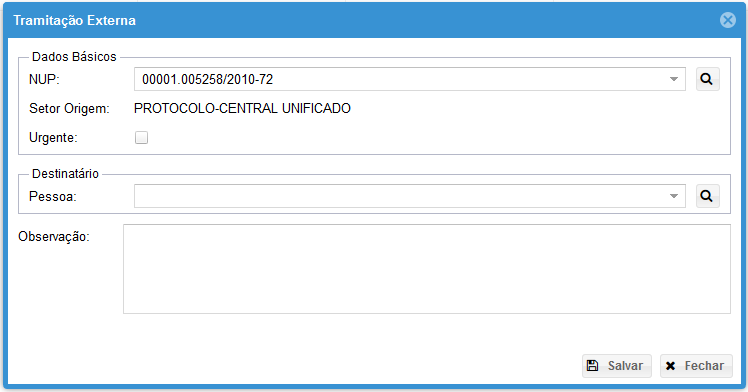 Tramitação Externa
Dados Básicos
NUP: 00001.005258/2010-72
Setor Origem: PROTOCOLO-CENTRAL UNIFICADO
Urgente:
Destinatário
Pessoa:
Observação:
Salvar Fechar